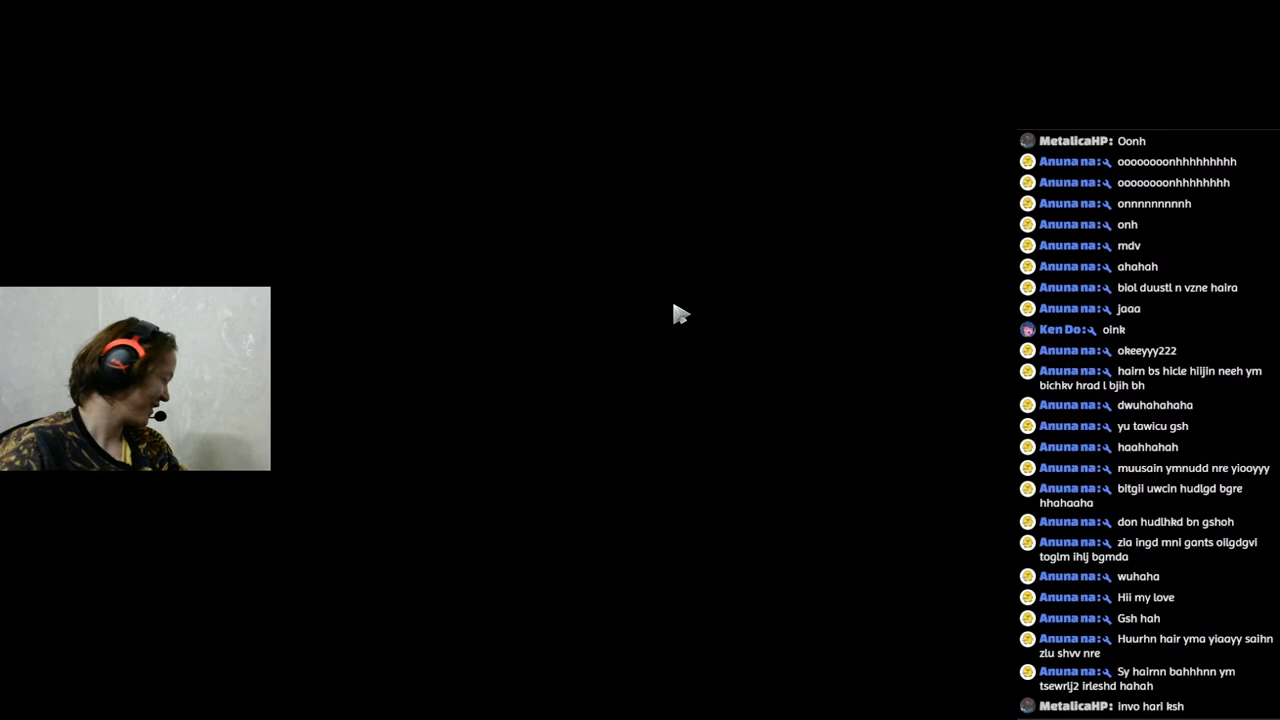 MetalicaHP: Oonh
Anuna na: oooooooonhhhhhhhhh
Anuna na: oooooooonhhhhhhhh
Anuna na: onnnnnnnnnh
Anuna na: onh
Anuna na: mdv
Anuna na: ahahah
Anuna na: biol duustl n vzne haira
Anuna na: jaaa
Ken Do: oink
Anuna na: okeeyyy222
Anuna na: hairn bs hicle hiijin neeh ym
bichkv hrad l bjih bh
Anuna na: dwuhahahaha
Anuna na: yu tawicu gsh
Anuna na: haahhahah
Anuna na: muusain ymnudd nre yiooyyy
Anuna na: bitgii uwcin hudlgd bgre
hhahaaha
Anuna na: don hudlhkd bn gshoh
Anuna na: zia ingd mni gants oilgdgvi
toglm ihlj bgmda
Anuna na: wuhaha
Anuna na: Hii my love
Anuna na: Gsh hah
Anuna na: Huurhn hair yma yiaayy saihn
zlu shvv nre
Anuna na: Sy hairnn bahhhnn ym
tsewrlj2 irleshd hahah
MetalicaHP: invo hari ksh